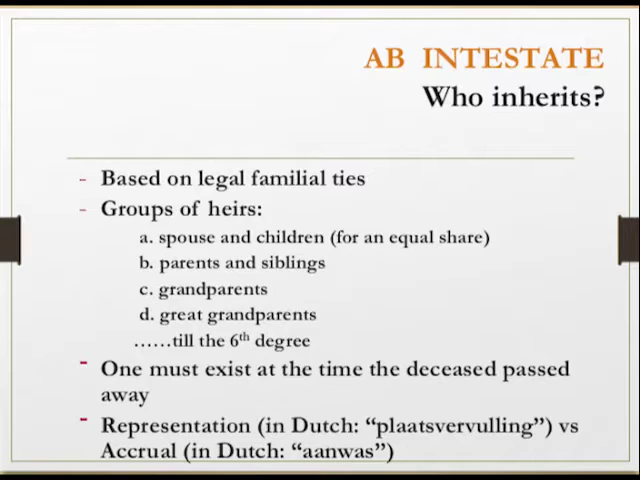 AB INTESTATE
Who inherits?
- Based on legal familial ties
- Groups of heirs:
a. spouse and children (for an equal share)
b. parents and siblings
c. grandparents
d. great grandparents
……till the 6th degree
- One must exist at the time the deceased passed
away
- Representation (in Dutch: “plaatsvervulling”) vs
Accrual (in Dutch: “aanwas”)